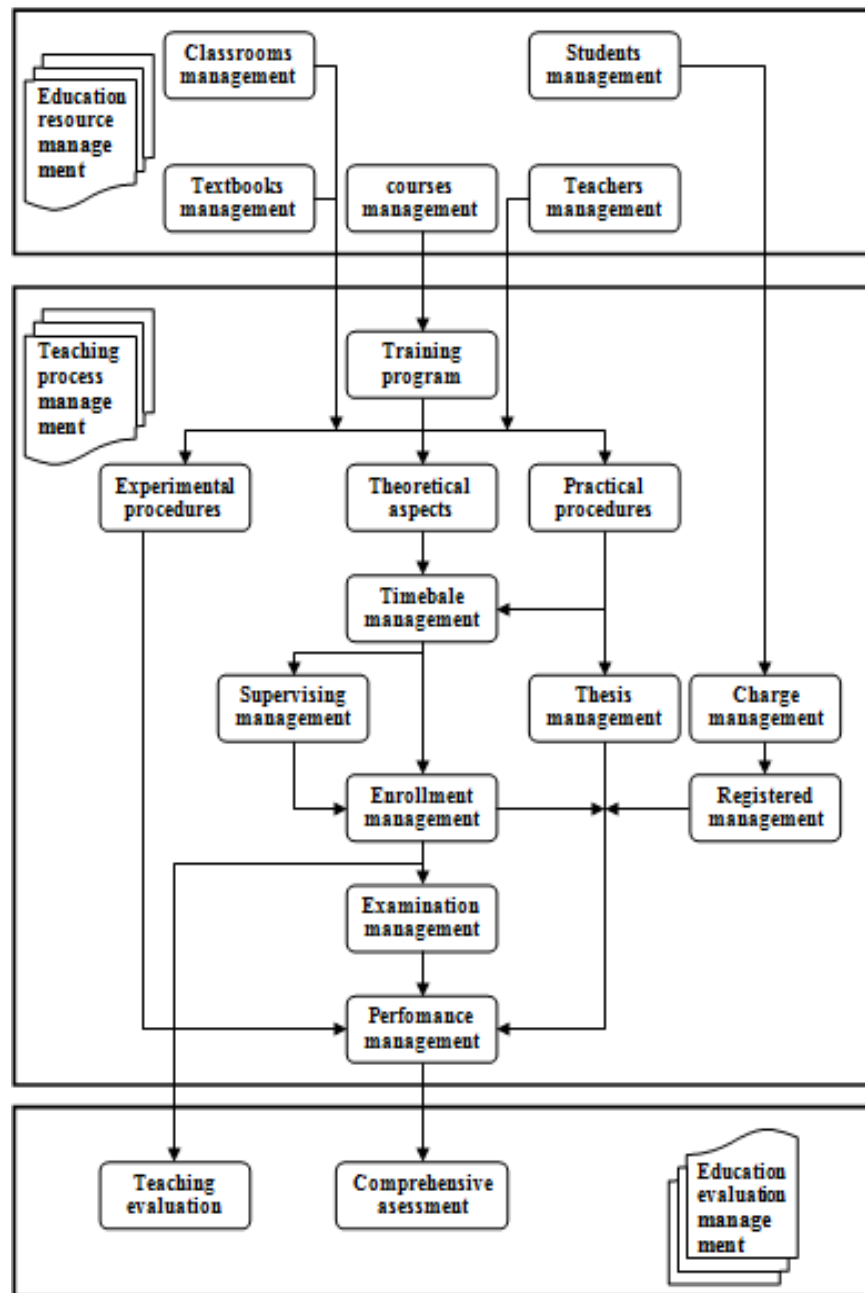 Classrooms
management
Students
management
Education
resource
manage
ment
Textbooks
management
courses
management
Teachers
management
Teaching
process
manage
ment
Training
program
Experimental
procedures
Theoretical
aspects
Practical
procedures
Timebale
management
Supervising
management
Thesis
management
Charge
management
Enrollment
management
Registered
management
Examination
management
Perfomance
management
Teaching
evaluation
Comprehensive
asessment
Education
evaluation
manage
ment